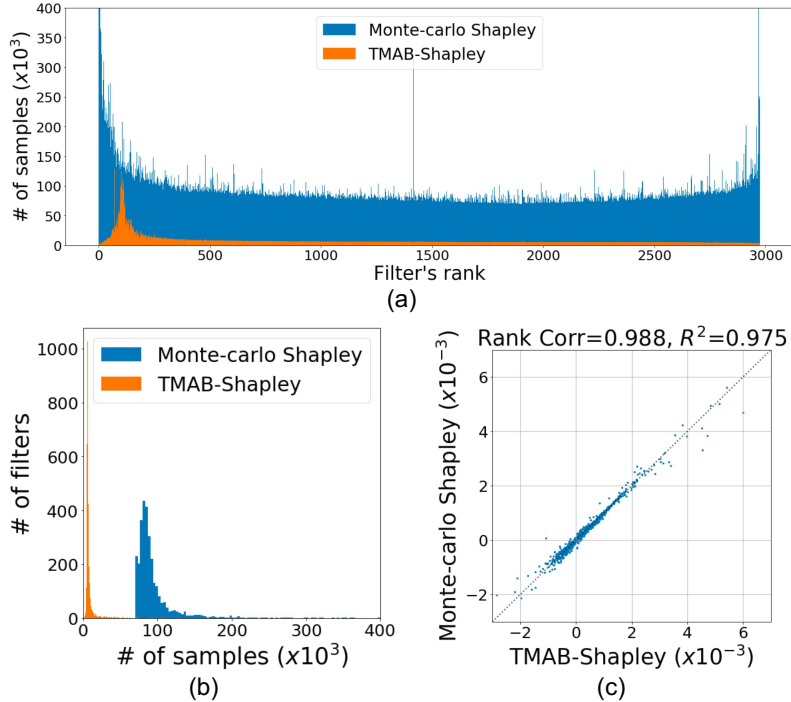 400
350
300
250
200
150
100
50
0
# of samples (x10³)
Monte-carlo Shapley
TMAB-Shapley
0 500 1000 1500 2000 2500 3000
Filter's rank
(a)
1000
800
600
400
200
0
# of filters
Monte-carlo Shapley
TMAB-Shapley
0 100 200 300 400
# of samples (x10³)
(b)
Rank Corr=0.988, R²=0.975
6
4
2
0
−2
Monte-carlo Shapley (x10⁻³)
−2 0 2 4 6
TMAB-Shapley (x10⁻³)
(c)